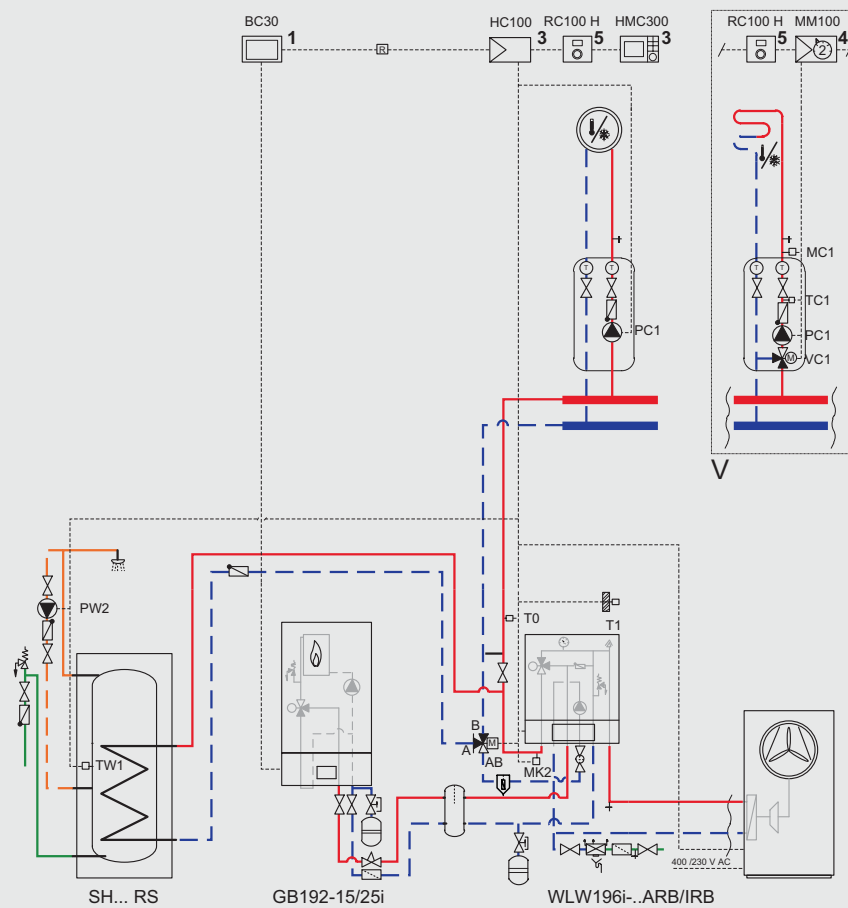 BC30
1
R
HC100
3
RC100 H
5
HMC300
3
RC100 H
5
MM100
4
2
T
T
PC1
T
T
MC1
TC1
PC1
M
VC1
V
PW2
TW1
T0
T1
B
A
M
AB
MK2
400 /230 V AC
SH... RS
GB192-15/25i
WLW196i-..ARB/IRB